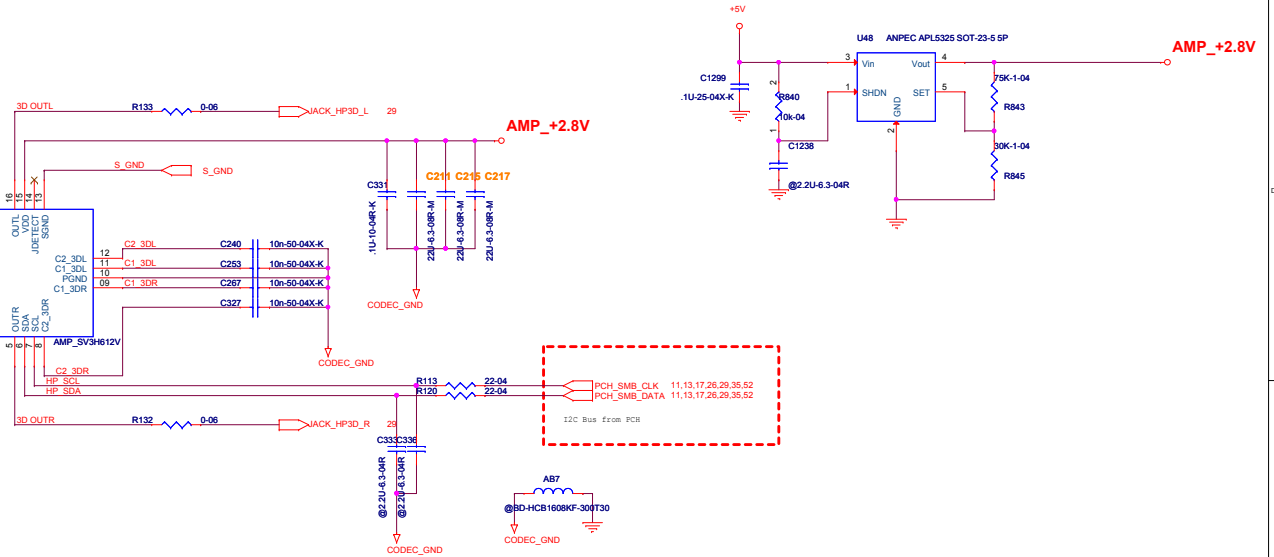 +5V
U48 ANPEC APL5325 SOT-23-5 5P
AMP_+2.8V
3 Vin Vout 4
C1299
.1U-25-04X-K
2
R840
10k-04
1
1 SHDN SET 5
GND
2
75K-1-04
R843
30K-1-04
R845
C1238
@2.2U-6.3-04R
3D OUTL R133 0-06 JACK_HP3D_L 29
AMP_+2.8V
S_GND S_GND
C331 C211 C215 C217
.1U-10-04R-K
22U-6.3-08R-M
22U-6.3-08R-M
22U-6.3-08R-M
CODEC_GND
16 15 14 13
OUTL
VDD
JDETECT
SGND
C2_3DL 12 C2_3DL C240 10n-50-04X-K
C1_3DL 11 C1_3DL C253 10n-50-04X-K
PGND 10
C1_3DR 09 C1_3DR C267 10n-50-04X-K
C327 10n-50-04X-K
OUTR
SDA
SCL
C2_3DR
5 6 7 8
AMP_SV3H612V
CODEC_GND
C2_3DR
HP_SCL R113 22-04 PCH_SMB_CLK 11,13,17,26,29,35,52
HP_SDA R120 22-04 PCH_SMB_DATA 11,13,17,26,29,35,52
I2C Bus from PCH
3D OUTR R132 0-06 JACK_HP3D_R 29
C333 C336
@2.2U-6.3-04R
@2.2U-6.3-04R
CODEC_GND
AB7
@BD-HCB1608KF-300T30
CODEC_GND